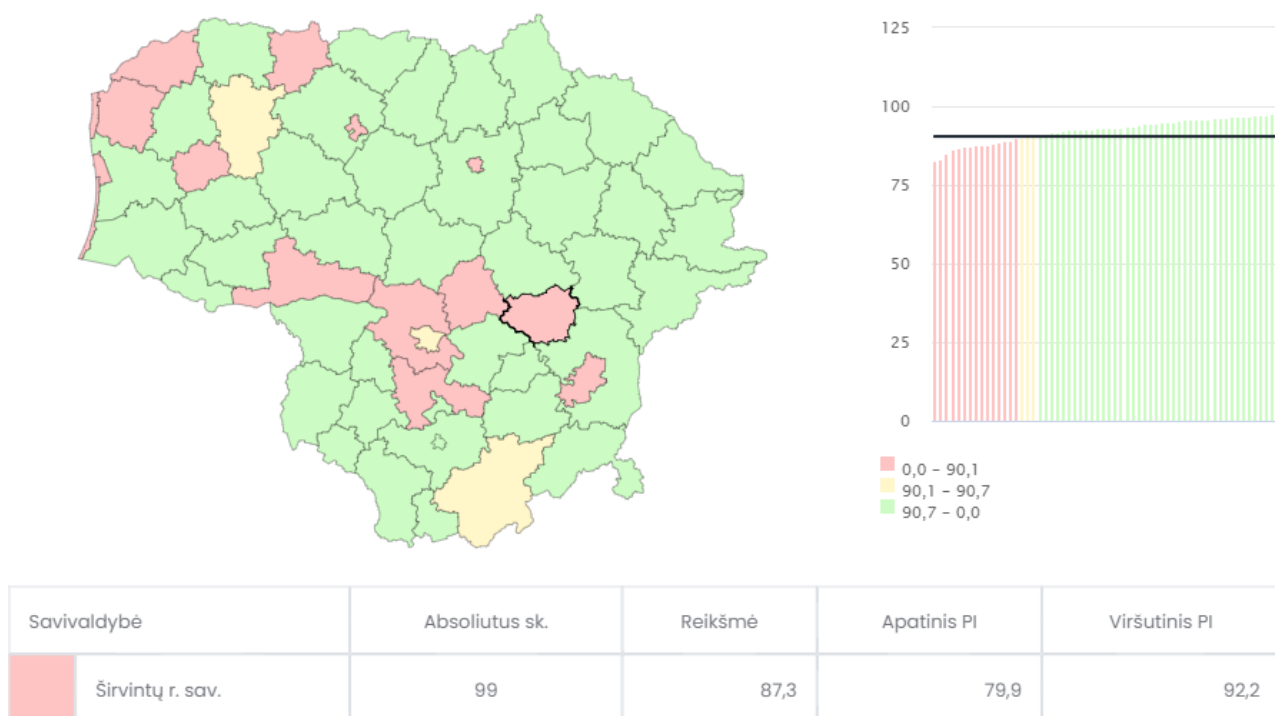 125
100
75
50
25
0
0,0 - 90,1
90,1 - 90,7
90,7 - 0,0
Savivaldybė Absoliutus sk. Reikšmė Apatinis PI Viršutinis PI
Širvintų r. sav. 99 87,3 79,9 92,2